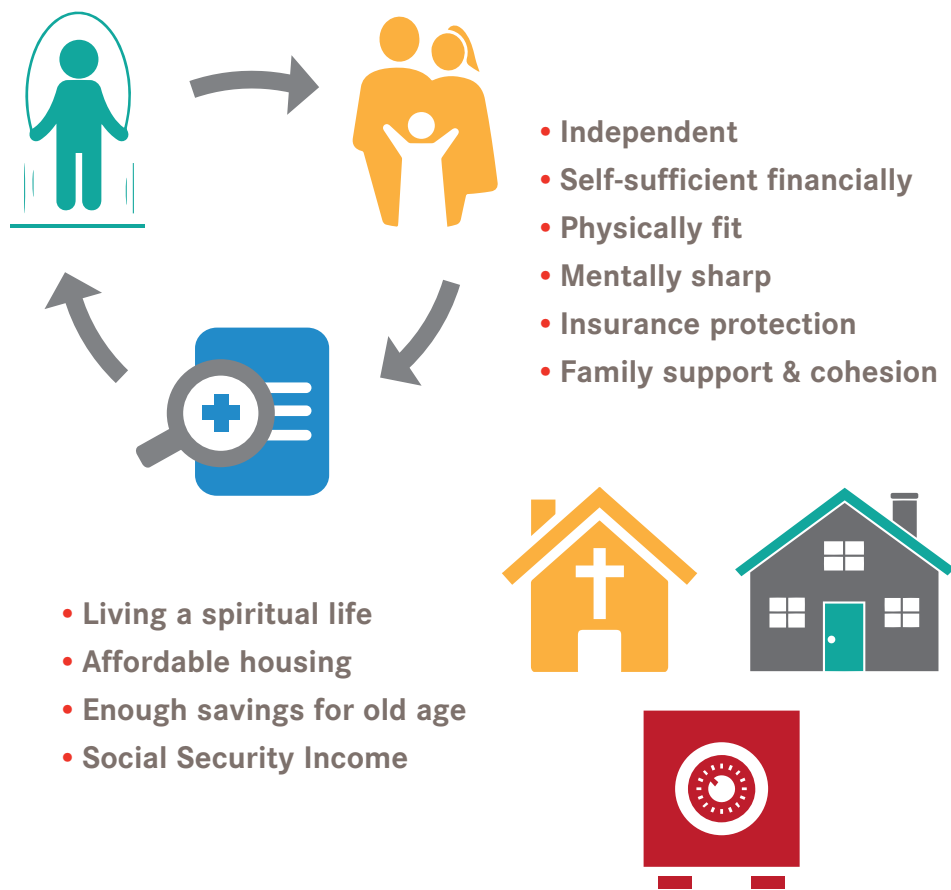 • Independent
• Self-sufficient financially
• Physically fit
• Mentally sharp
• Insurance protection
• Family support & cohesion
• Living a spiritual life
• Affordable housing
• Enough savings for old age
• Social Security Income